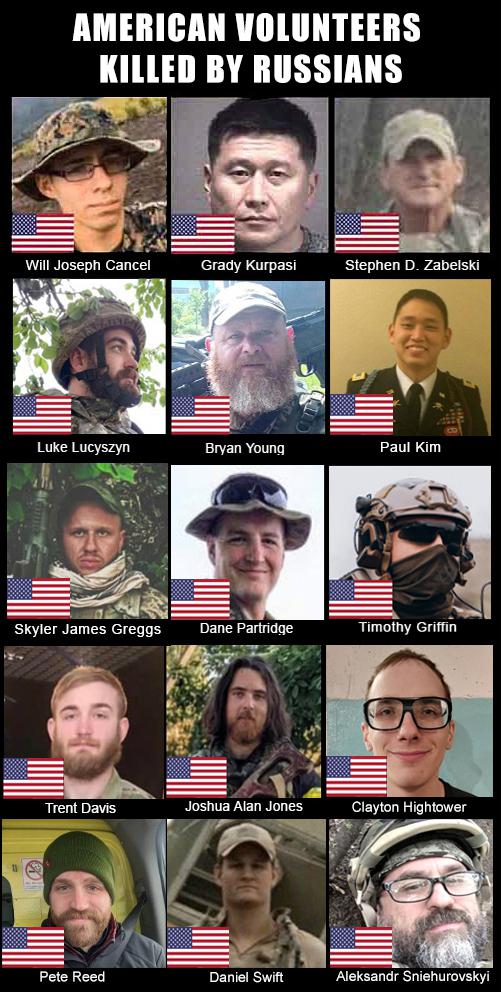 AMERICAN VOLUNTEERS
KILLED BY RUSSIANS
Will Joseph Cancel
Grady Kurpasi
Stephen D. Zabelski
Luke Lucyszyn
Bryan Young
Paul Kim
Skyler James Greggs
Dane Partridge
Timothy Griffin
Trent Davis
Joshua Alan Jones
Clayton Hightower
Pete Reed
Daniel Swift
Aleksandr Sniehurovskyi